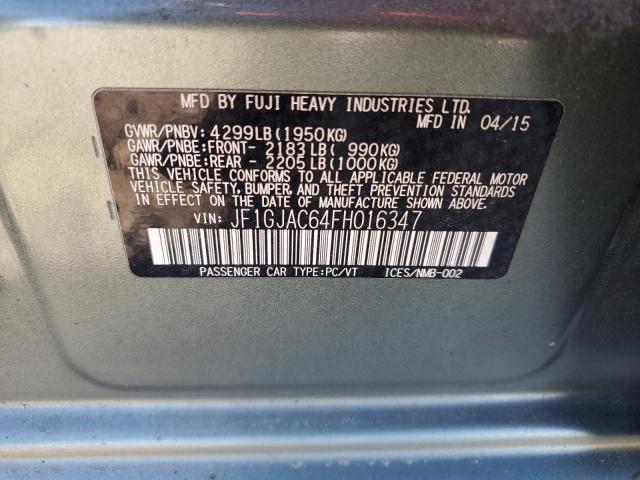 MFD BY FUJI HEAVY INDUSTRIES LTD.
MFD IN 04/15
GVWR/PNBV: 4299LB(1950KG)
GAWR/PNBE:FRONT- 2183LB( 990KG)
GAWR/PNBE:REAR - 2205LB(1000KG)
THIS VEHICLE CONFORMS TO ALL APPLICABLE FEDERAL MOTOR
VEHICLE SAFETY, BUMPER, AND THEFT PREVENTION STANDARDS
IN EFFECT ON THE DATE OF MANUFACTURE SHOWN ABOVE.
VIN: JF1GJAC64FH016347
PASSENGER CAR TYPE:PC/VT ICES/NMB-002